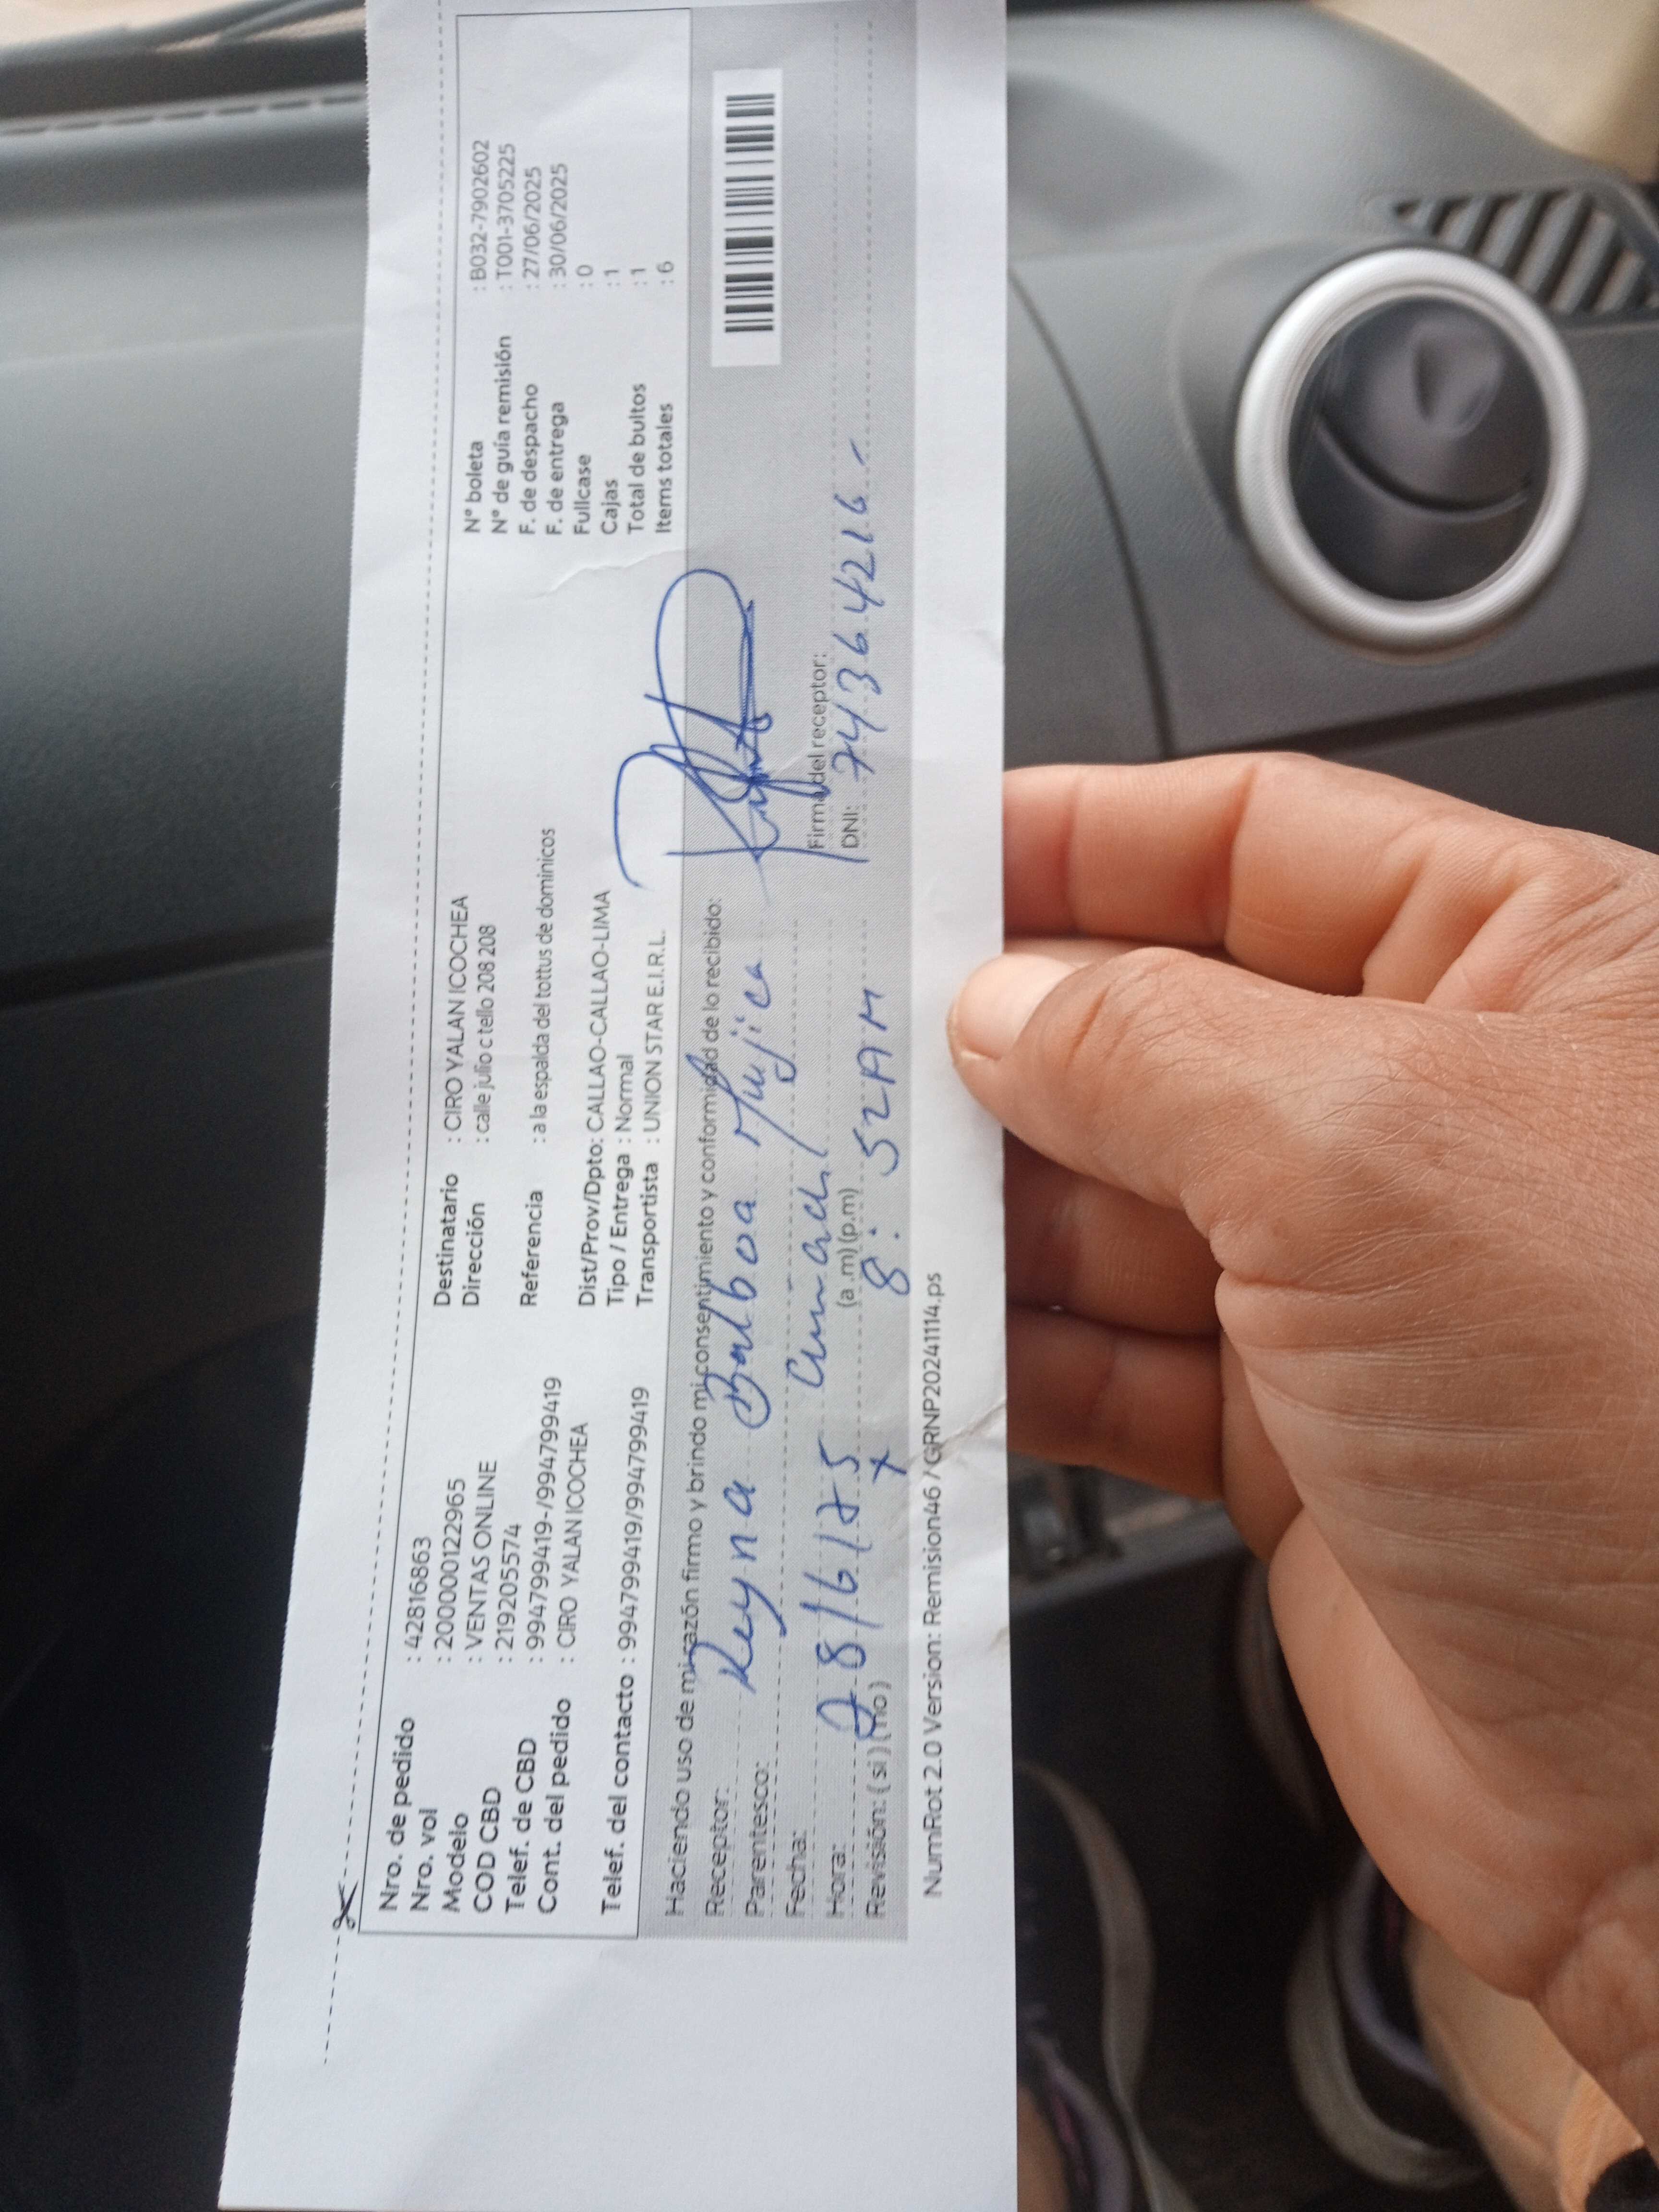 Nro. de pedido : 42816863
Nro. vol : 200000122965
Modelo : VENTAS ONLINE
COD CBD : 219205574
Telef. de CBD : 994799419-/994799419
Cont. del pedido : CIRO YALAN ICOCHEA
Telef. del contacto : 994799419/994799419
Destinatario : CIRO YALAN ICOCHEA
Dirección : calle julio c tello 208 208
Referencia : a la espalda del tottus de dominicos
Dist/Prov/Dpto: CALLAO-CALLAO-LIMA
Tipo / Entrega : Normal
Transportista : UNION STAR E.I.R.L.
N° boleta : B032-7902602
N° de guía remisión : T001-3705225
F. de despacho : 27/06/2025
F. de entrega : 30/06/2025
Fullcase : 0
Cajas : 1
Total de bultos : 1
Items totales : 6
Haciendo uso de mi razón firmo y brindo mi consentimiento y conformidad de lo recibido:
Receptor: Reyna Balboa Mujica
Parentesco:
Fecha: 28/6/25
Hora: (a.m)(p.m) 8:52AM
Revisión: (si) (no)
Firma del receptor:
DNI: 74364216
NumRot 2.0 Version: Remision46 / GRNP20241114.ps